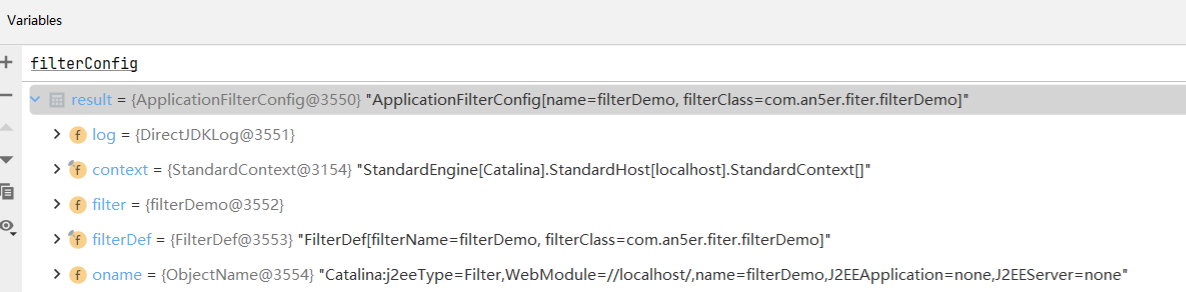 Variables
filterConfig
result = {ApplicationFilterConfig@3550} "ApplicationFilterConfig[name=filterDemo, filterClass=com.an5er.fiter.filterDemo]"
f log = {DirectJDKLog@3551}
f context = {StandardContext@3154} "StandardEngine[Catalina].StandardHost[localhost].StandardContext[]"
f filter = {filterDemo@3552}
f filterDef = {FilterDef@3553} "FilterDef[filterName=filterDemo, filterClass=com.an5er.fiter.filterDemo]"
f oname = {ObjectName@3554} "Catalina:j2eeType=Filter,WebModule=//localhost/,name=filterDemo,J2EEApplication=none,J2EEServer=none"